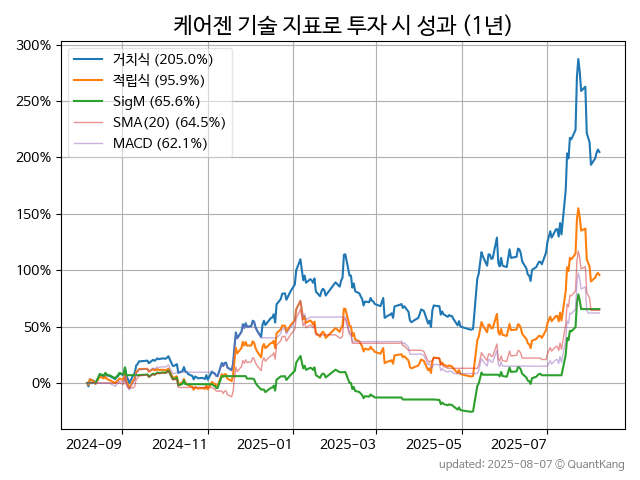 케어젠 기술 지표로 투자 시 성과 (1년)
300%
250%
200%
150%
100%
50%
0%
거치식 (205.0%)
적립식 (95.9%)
SigM (65.6%)
SMA(20) (64.5%)
MACD (62.1%)
2024-09 2024-11 2025-01 2025-03 2025-05 2025-07
updated: 2025-08-07 © QuantKang